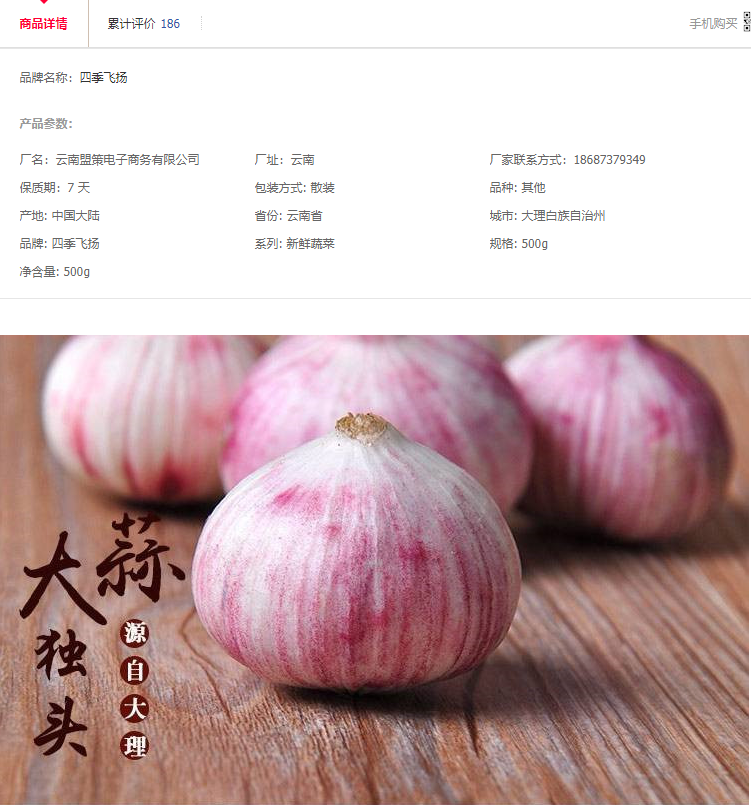 商品详情 累计评价 186 手机购买
品牌名称：四季飞扬
产品参数：
厂名：云南盟策电子商务有限公司 厂址：云南 厂家联系方式：18687379349
保质期：7 天 包装方式: 散装 品种: 其他
产地: 中国大陆 省份: 云南省 城市: 大理白族自治州
品牌: 四季飞扬 系列: 新鲜蔬菜 规格: 500g
净含量: 500g
大独头
蒜
源自大理